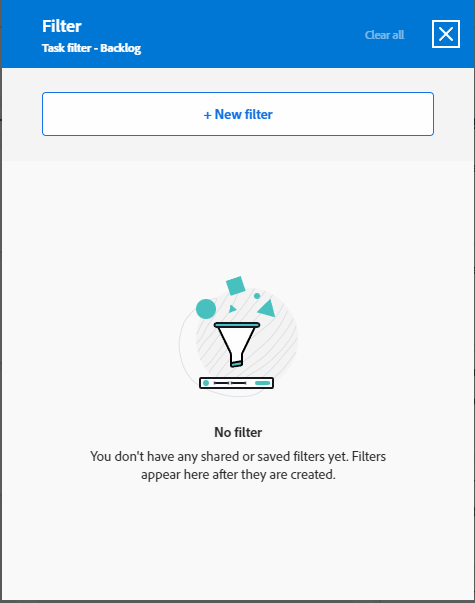 Filter
Clear all
Task filter - Backlog
+ New filter
No filter
You don't have any shared or saved filters yet. Filters
appear here after they are created.